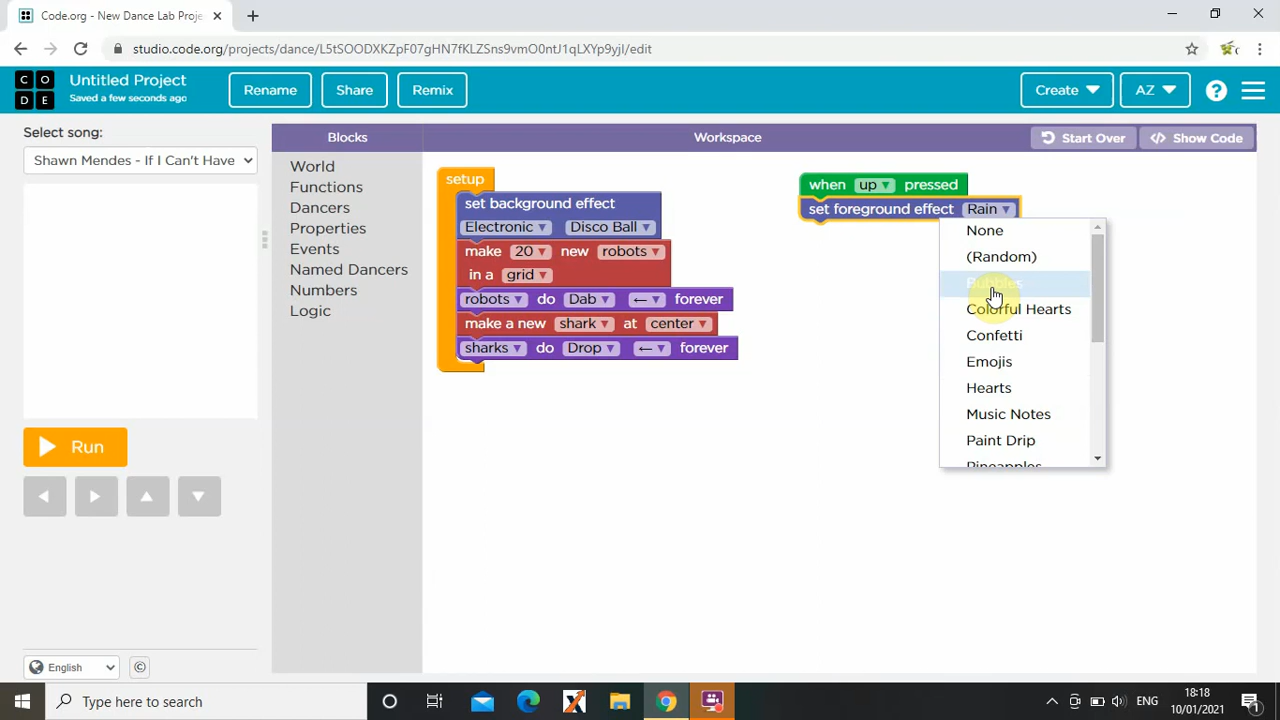 Code.org - New Dance Lab Proje
studio.code.org/projects/dance/L5tSOODXKZpF07gHN7fKLZSns9vmO0ntJ1qLXYp9yjI/edit
C O D E
Untitled Project
Saved a few seconds ago
Rename
Share
Remix
Create
AZ
?
Select song:
Shawn Mendes - If I Can't Have
Blocks
Workspace
Start Over
Show Code
World
Functions
Dancers
Properties
Events
Named Dancers
Numbers
Logic
setup
set background effect
Electronic Disco Ball
make 20 new robots
in a grid
robots do Dab ← forever
make a new shark at center
sharks do Drop ← forever
when up pressed
set foreground effect Rain
None
(Random)
Bubbles
Colorful Hearts
Confetti
Emojis
Hearts
Music Notes
Paint Drip
Pineapples
Run
English
©
Type here to search
ENG
18:18
10/01/2021
1